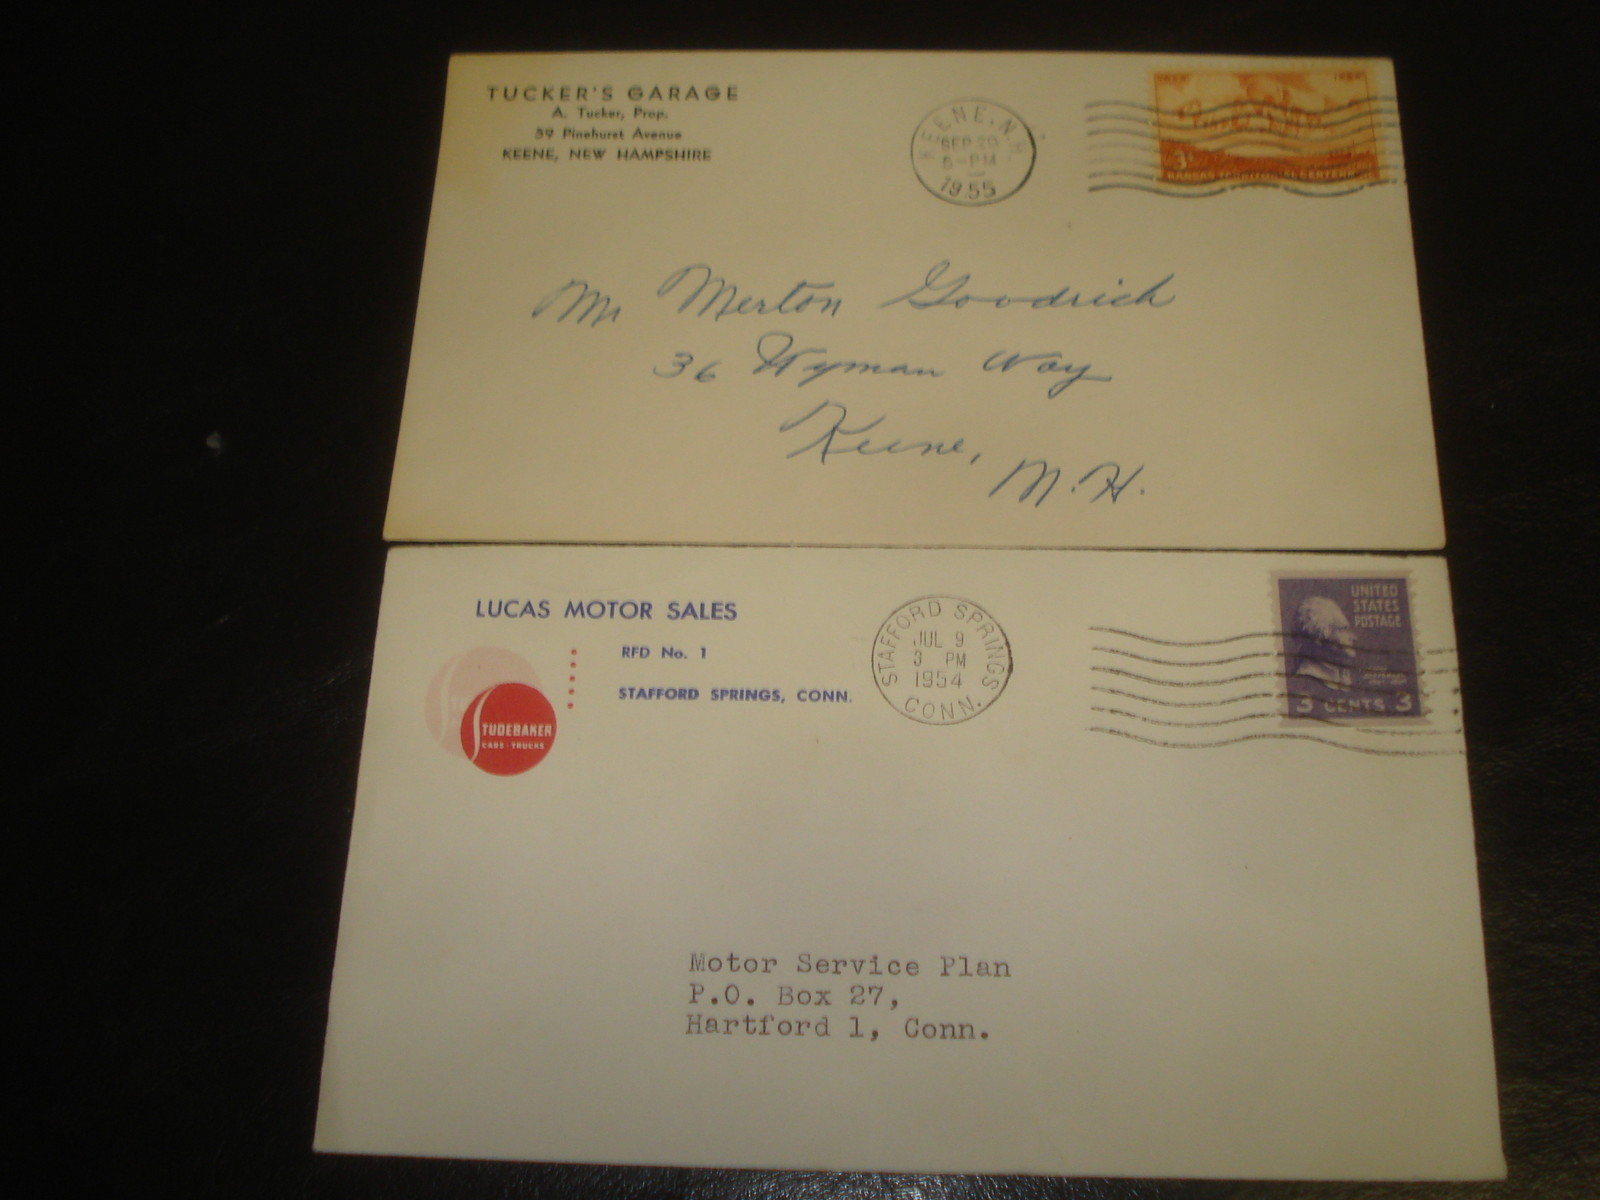 TUCKER'S GARAGE
A. Tucker, Prop.
59 Pinehurst Avenue
KEENE, NEW HAMPSHIRE
KEENE, N.H.
SEP 29
5-PM
1955
3¢
KANSAS TERRITORIAL CENTENNIAL
Mr Merton Goodrich
36 Wyman Way
Keene,
N.H.
LUCAS MOTOR SALES
RFD No. 1
STAFFORD SPRINGS, CONN.
STUDEBAKER
CARS - TRUCKS
STAFFORD SPRINGS
JUL 9
3 PM
1954
CONN.
UNITED
STATES
POSTAGE
3 CENTS 3
Motor Service Plan
P.O. Box 27,
Hartford 1, Conn.